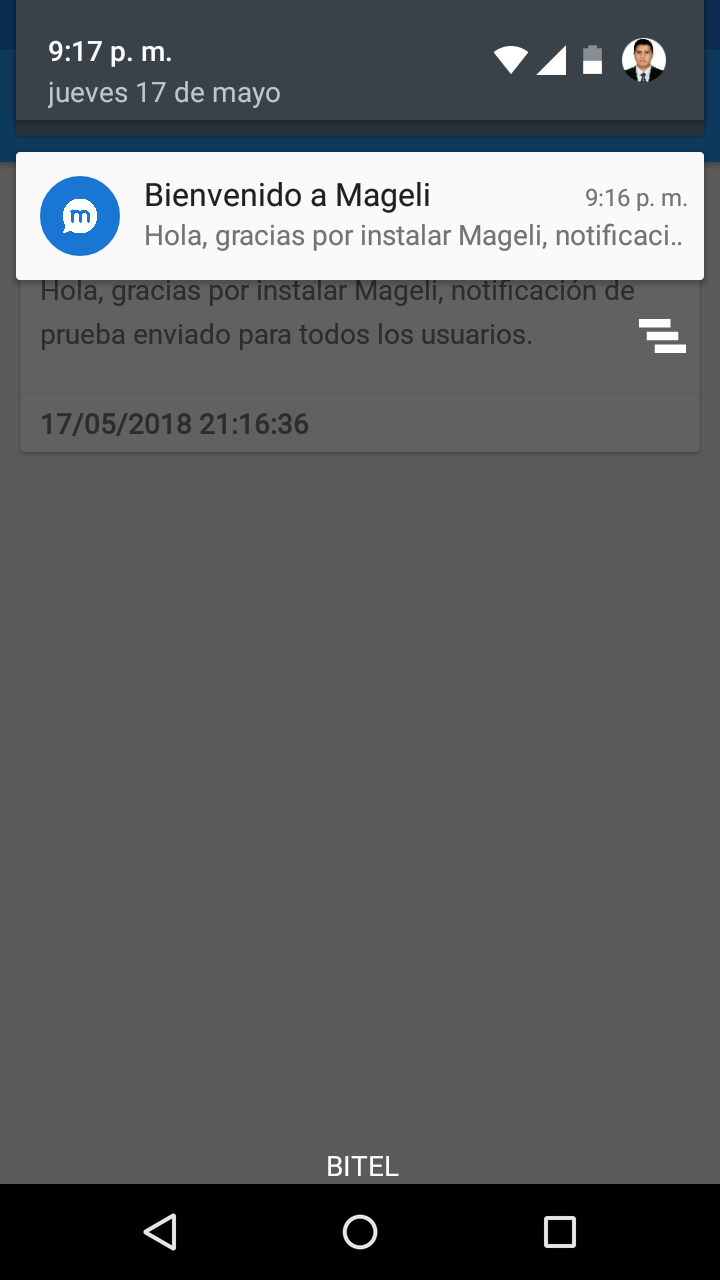 9:17 p. m.
jueves 17 de mayo
m
Bienvenido a Mageli
9:16 p. m.
Hola, gracias por instalar Mageli, notificaci..
Hola, gracias por instalar Mageli, notificación de
prueba enviado para todos los usuarios.
17/05/2018 21:16:36
BITEL